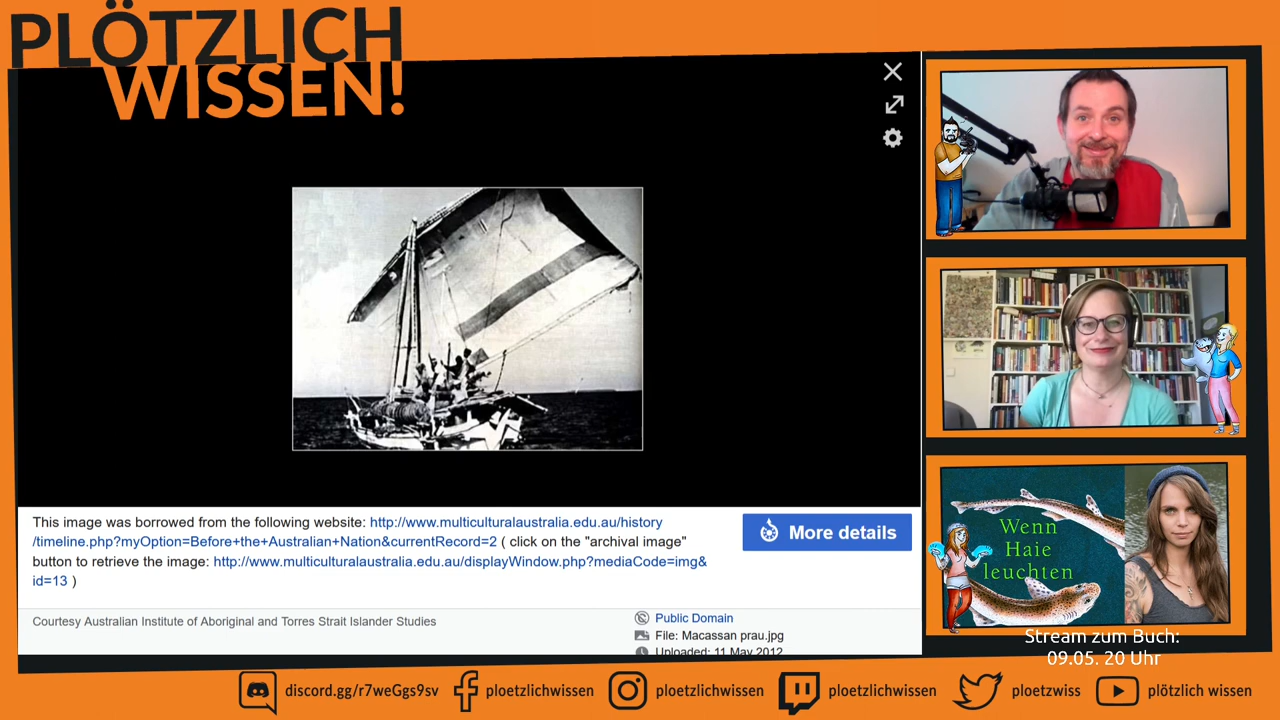 PLÖTZLICH
WISSEN!
This image was borrowed from the following website: http://www.multiculturalaustralia.edu.au/history
/timeline.php?myOption=Before+the+Australian+Nation&currentRecord=2 ( click on the "archival image"
button to retrieve the image: http://www.multiculturalaustralia.edu.au/displayWindow.php?mediaCode=img&
id=13 )
More details
Courtesy Australian Institute of Aboriginal and Torres Strait Islander Studies
Public Domain
File: Macassan prau.jpg
Uploaded: 11 May 2012
Wenn
Haie
leuchten
Stream zum Buch:
09.05. 20 Uhr
discord.gg/r7weGgs9sv
ploetzlichwissen
ploetzlichwissen
ploetzlichwissen
ploetzwiss
plötzlich wissen